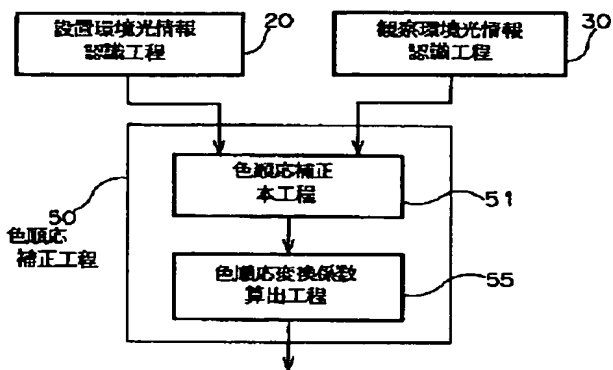 設置環境光情報
認識工程
20
観察環境光情報
認識工程
30
色順応補正
本工程
51
50
色順応
補正工程
色順応変換係数
算出工程
55